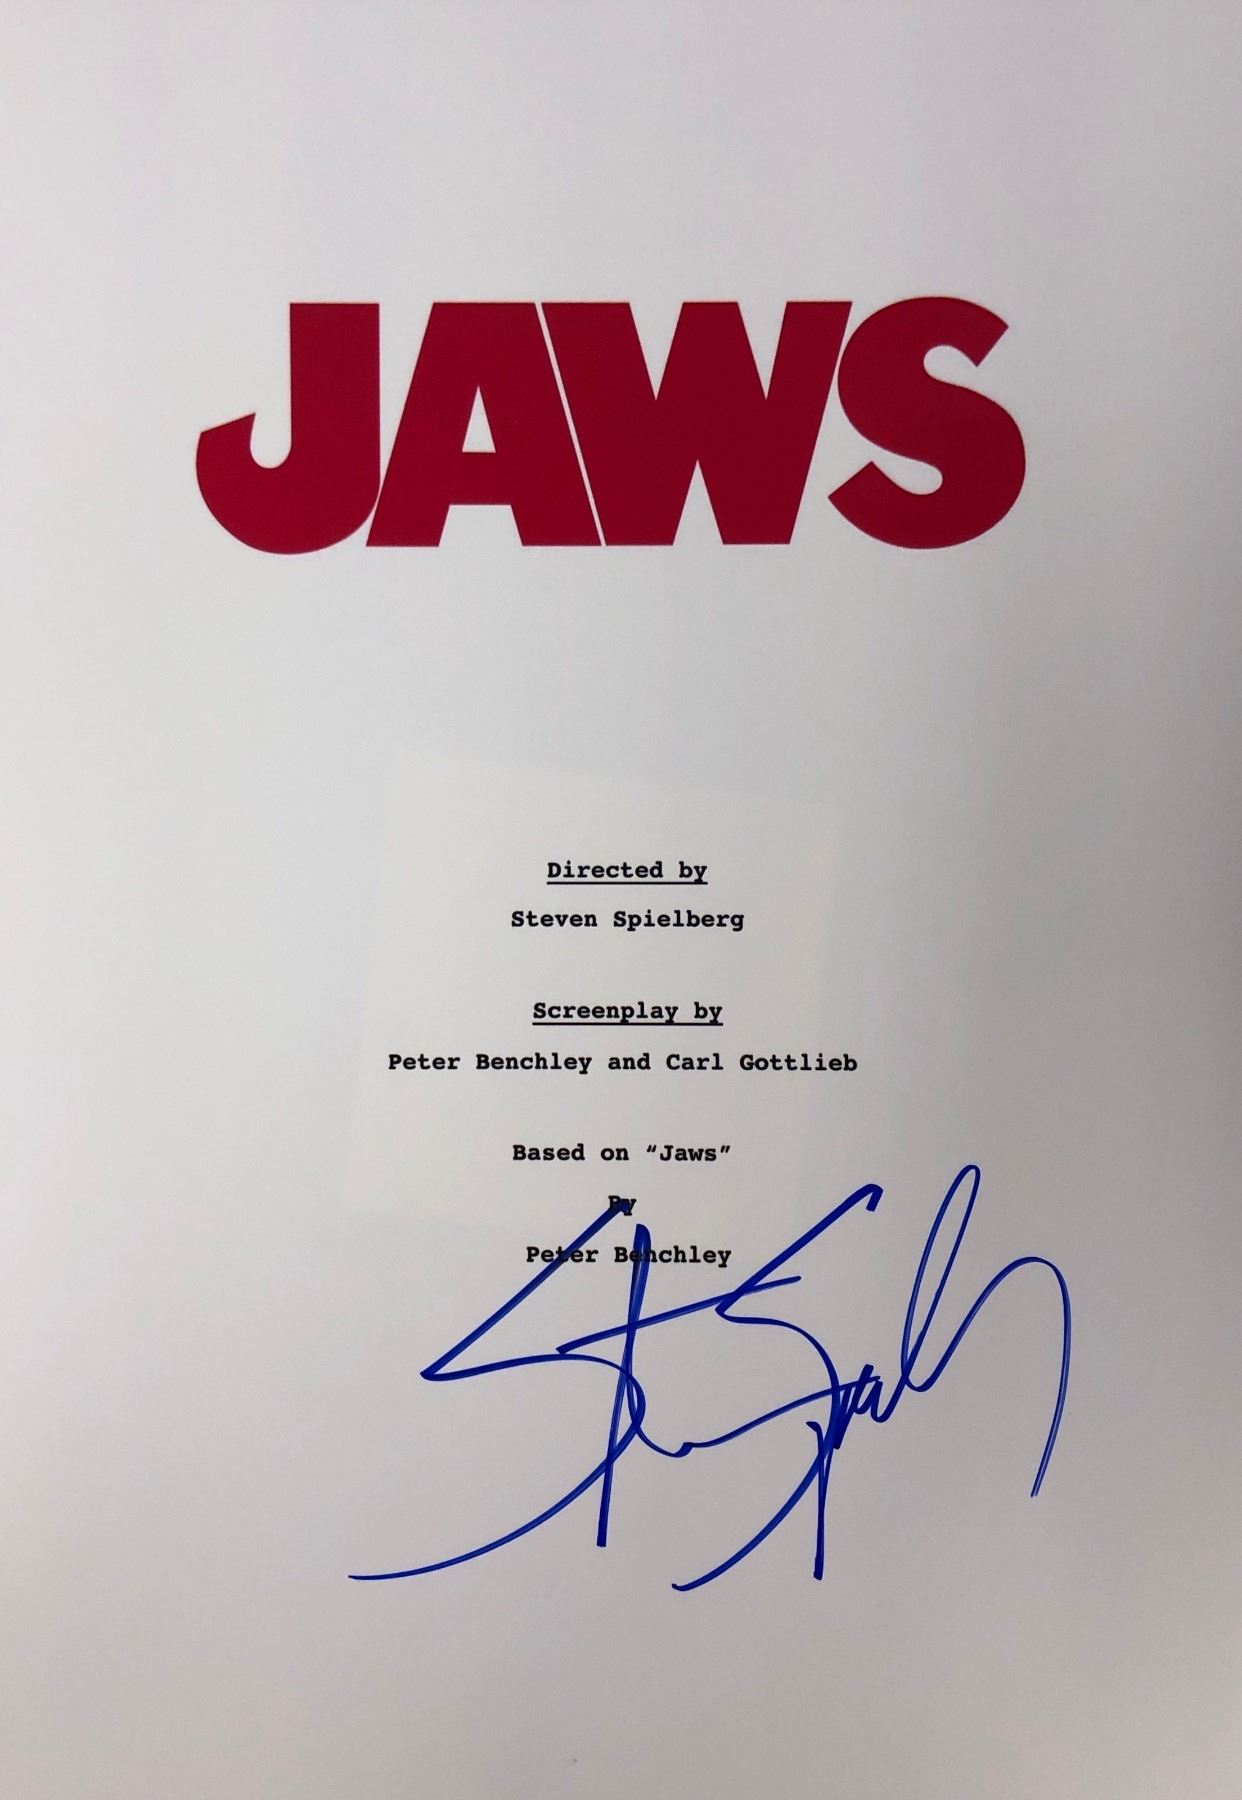 JAWS
Directed by
Steven Spielberg
Screenplay by
Peter Benchley and Carl Gottlieb
Based on “Jaws”
By
Peter Benchley